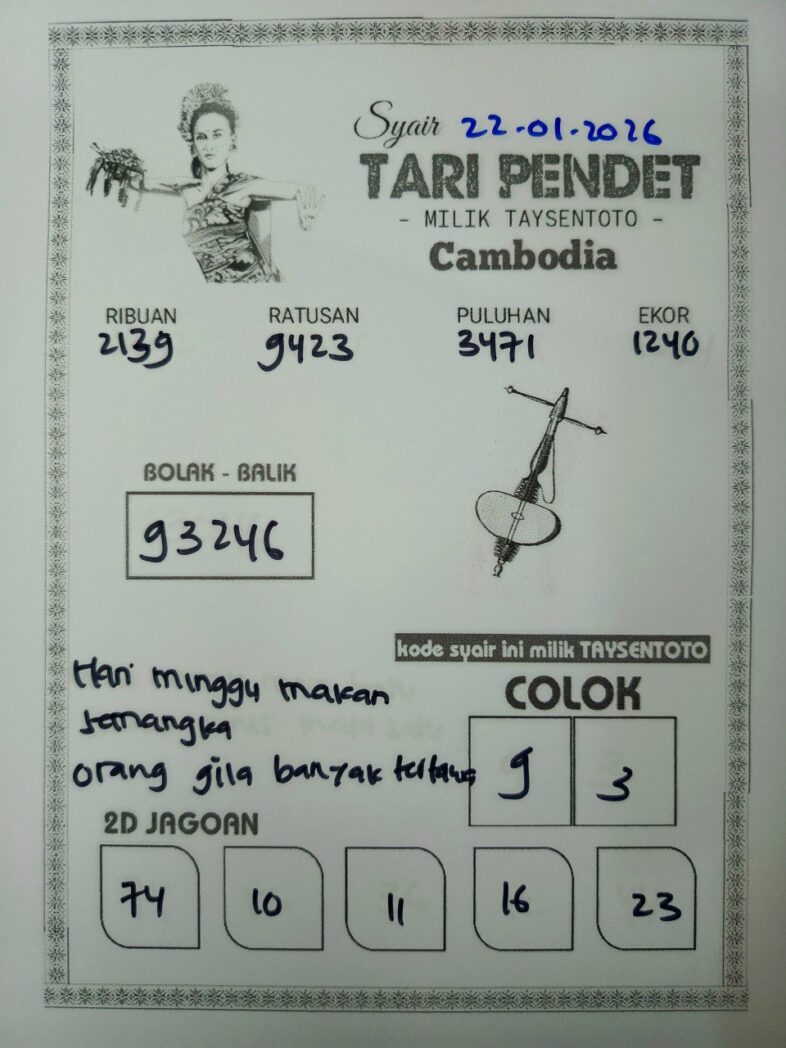 Syair 22-01-2026
TARI PENDET
- MILIK TAYSENTOTO -
Cambodia
RIBUAN RATUSAN PULUHAN EKOR
2139 9423 3471 1240
BOLAK - BALIK
93246
kode syair ini milik TAYSENTOTO
Hari minggu makan
semangka
orang gila banyak tertawa
COLOK
9 3
2D JAGOAN
74 10 11 16 23